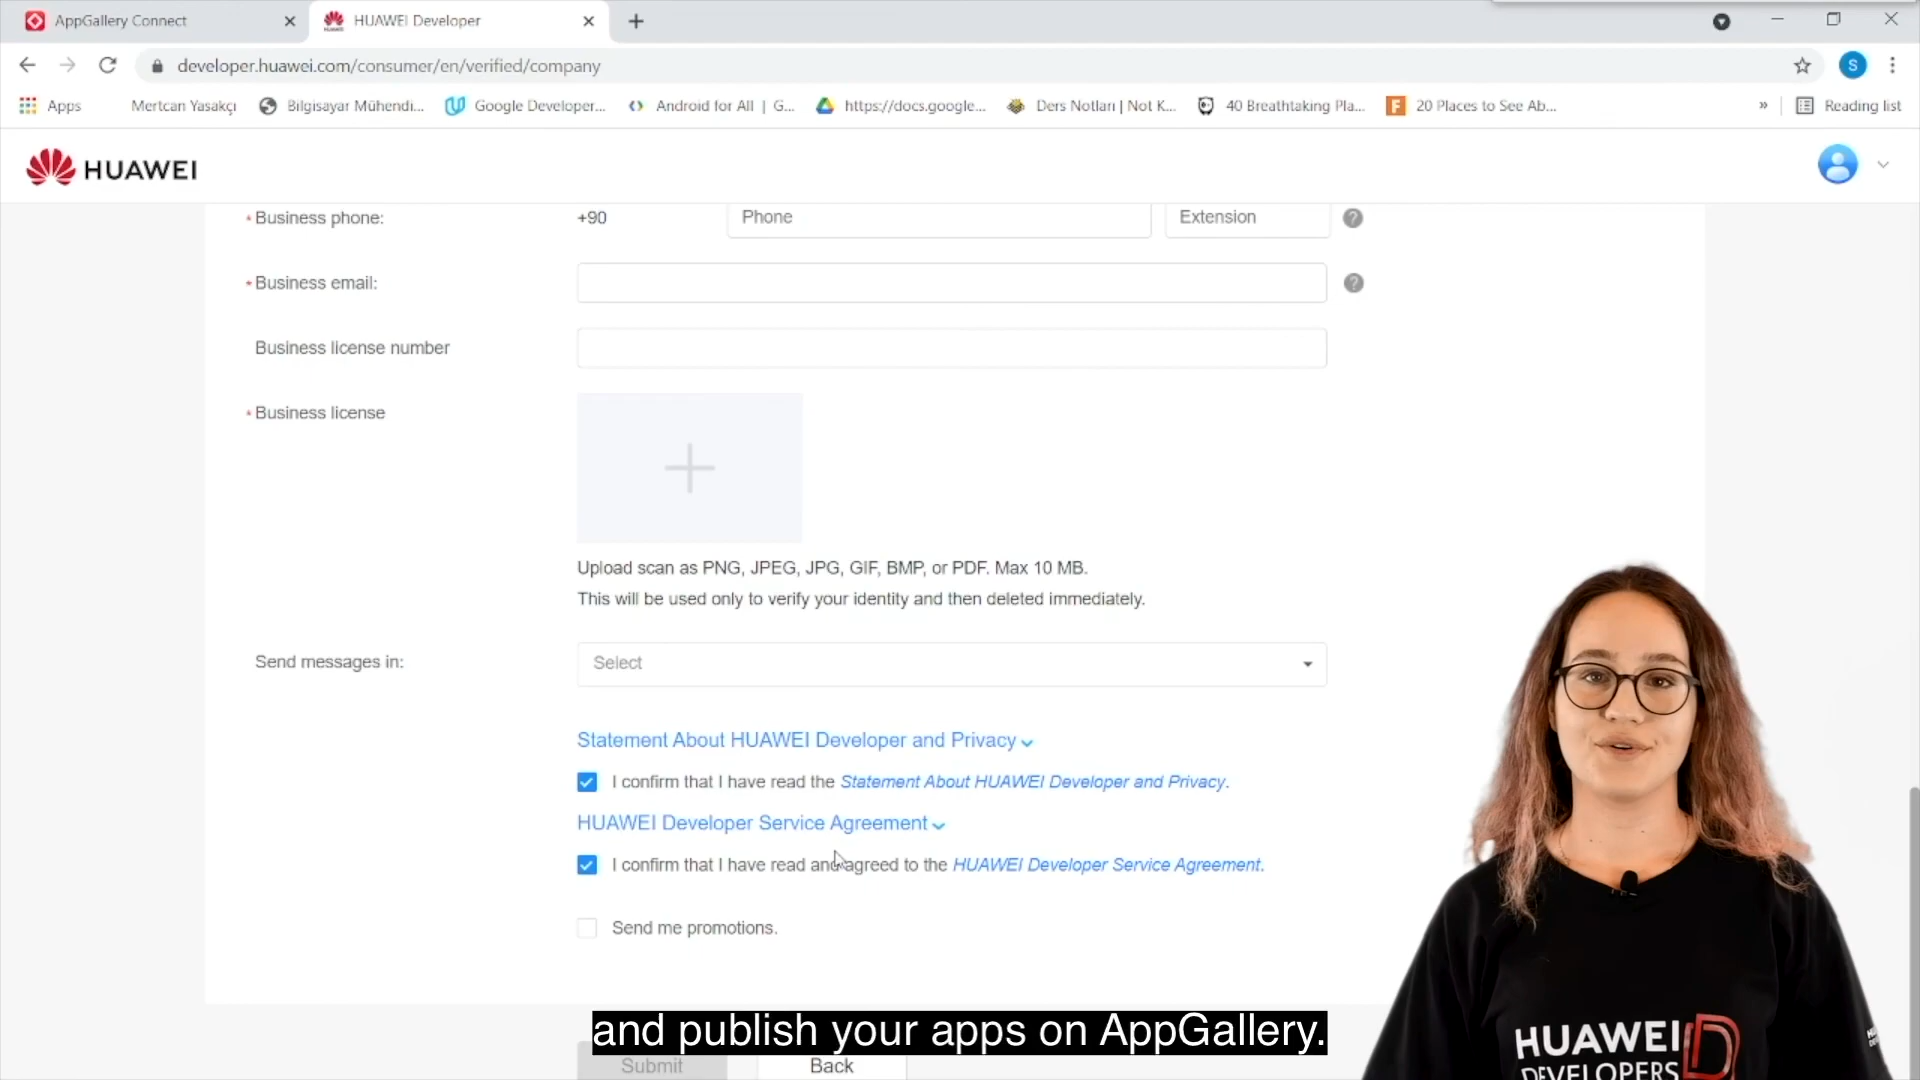 AppGallery Connect
HUAWEI Developer
developer.huawei.com/consumer/en/verified/company
S
Apps
Mertcan Yasakçı
Bilgisayar Mühendi...
Google Developer...
Android for All | G...
https://docs.google...
Ders Notları | Not K...
40 Breathtaking Pla...
20 Places to See Ab...
»
Reading list
HUAWEI
* Business phone:
+90
Phone
Extension
?
* Business email:
?
Business license number
* Business license
Upload scan as PNG, JPEG, JPG, GIF, BMP, or PDF. Max 10 MB.
This will be used only to verify your identity and then deleted immediately.
Send messages in:
Select
Statement About HUAWEI Developer and Privacy
I confirm that I have read the Statement About HUAWEI Developer and Privacy.
HUAWEI Developer Service Agreement
I confirm that I have read and agreed to the HUAWEI Developer Service Agreement.
Send me promotions.
and publish your apps on AppGallery.
Submit
Back
HUAWEI
DEVELOPERS